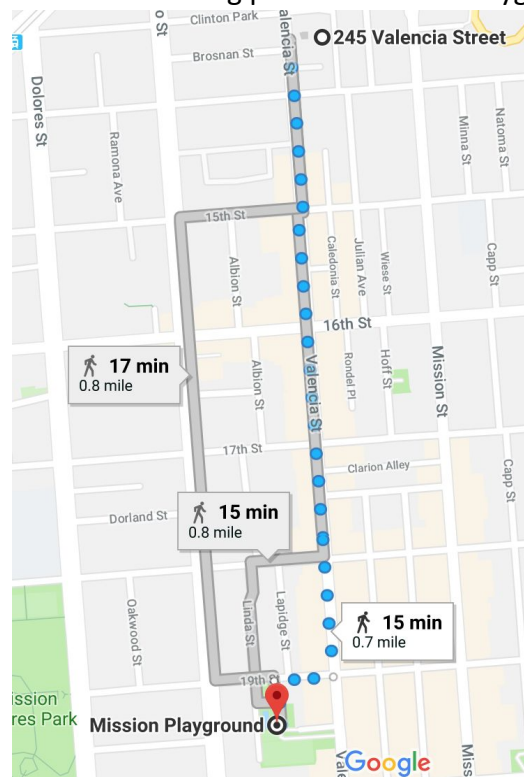 Clinton Park
245 Valencia Street
Valencia St
Brosnan St
Dolores St
Ramona Ave
Minna St
Natoma St
15th St
Albion St
Caledonia St
Julian Ave
Wiese St
Capp St
16th St
17 min
0.8 mile
Albion St
Valencia St
Rondel Pl
Hoff St
Mission St
17th St
Clarion Alley
Capp St
15 min
0.8 mile
Dorland St
Oakwood St
Linda St
Lapidge St
15 min
0.7 mile
19th St
ission
res Park
Mission Playground
Vale
Miss
Google